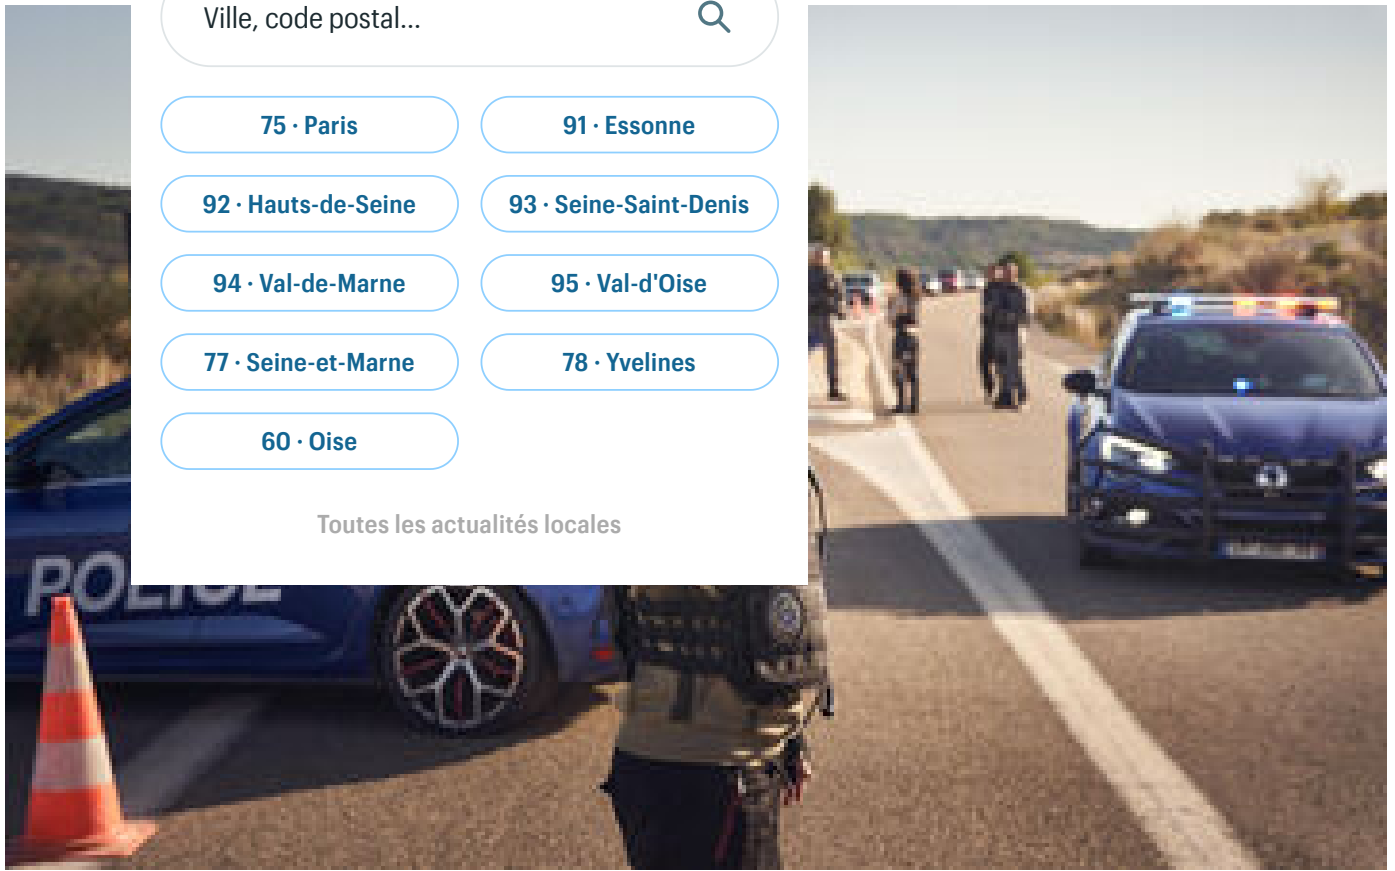 Ville, code postal...
75 · Paris
91 · Essonne
92 · Hauts-de-Seine
93 · Seine-Saint-Denis
94 · Val-de-Marne
95 · Val-d'Oise
77 · Seine-et-Marne
78 · Yvelines
60 · Oise
Toutes les actualités locales
POLICE